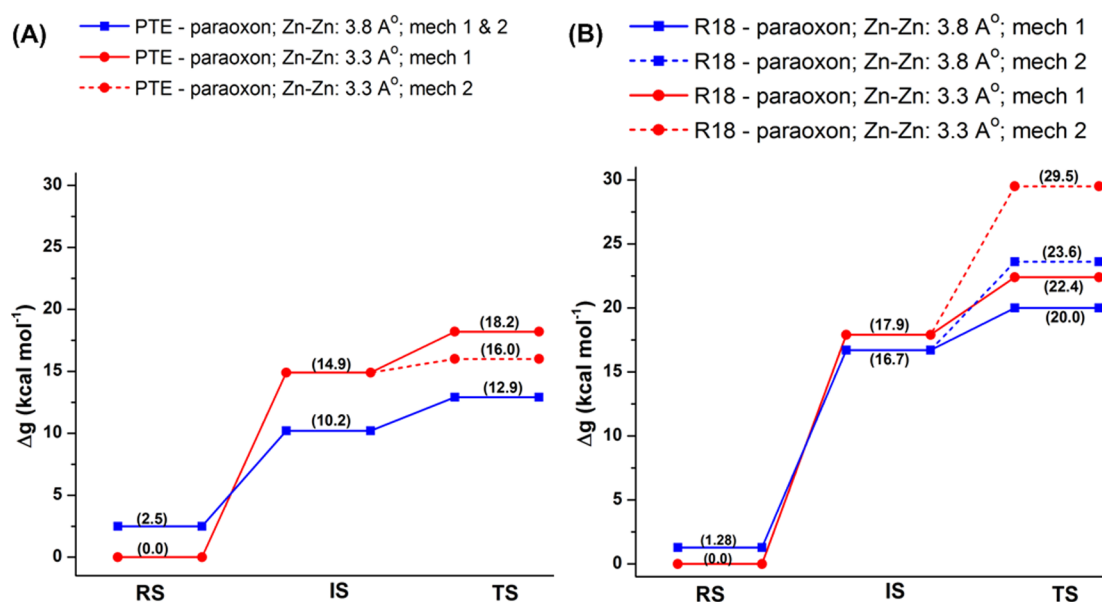 (A)
PTE - paraoxon; Zn-Zn: 3.8 A°; mech 1 & 2
PTE - paraoxon; Zn-Zn: 3.3 A°; mech 1
PTE - paraoxon; Zn-Zn: 3.3 A°; mech 2
Δg (kcal mol⁻¹)
30
25
20
15
10
5
0
(2.5)
(0.0)
(14.9)
(10.2)
(18.2)
(16.0)
(12.9)
RS
IS
TS
(B)
R18 - paraoxon; Zn-Zn: 3.8 A°; mech 1
R18 - paraoxon; Zn-Zn: 3.8 A°; mech 2
R18 - paraoxon; Zn-Zn: 3.3 A°; mech 1
R18 - paraoxon; Zn-Zn: 3.3 A°; mech 2
Δg (kcal mol⁻¹)
30
25
20
15
10
5
0
(1.28)
(0.0)
(17.9)
(16.7)
(29.5)
(23.6)
(22.4)
(20.0)
RS
IS
TS